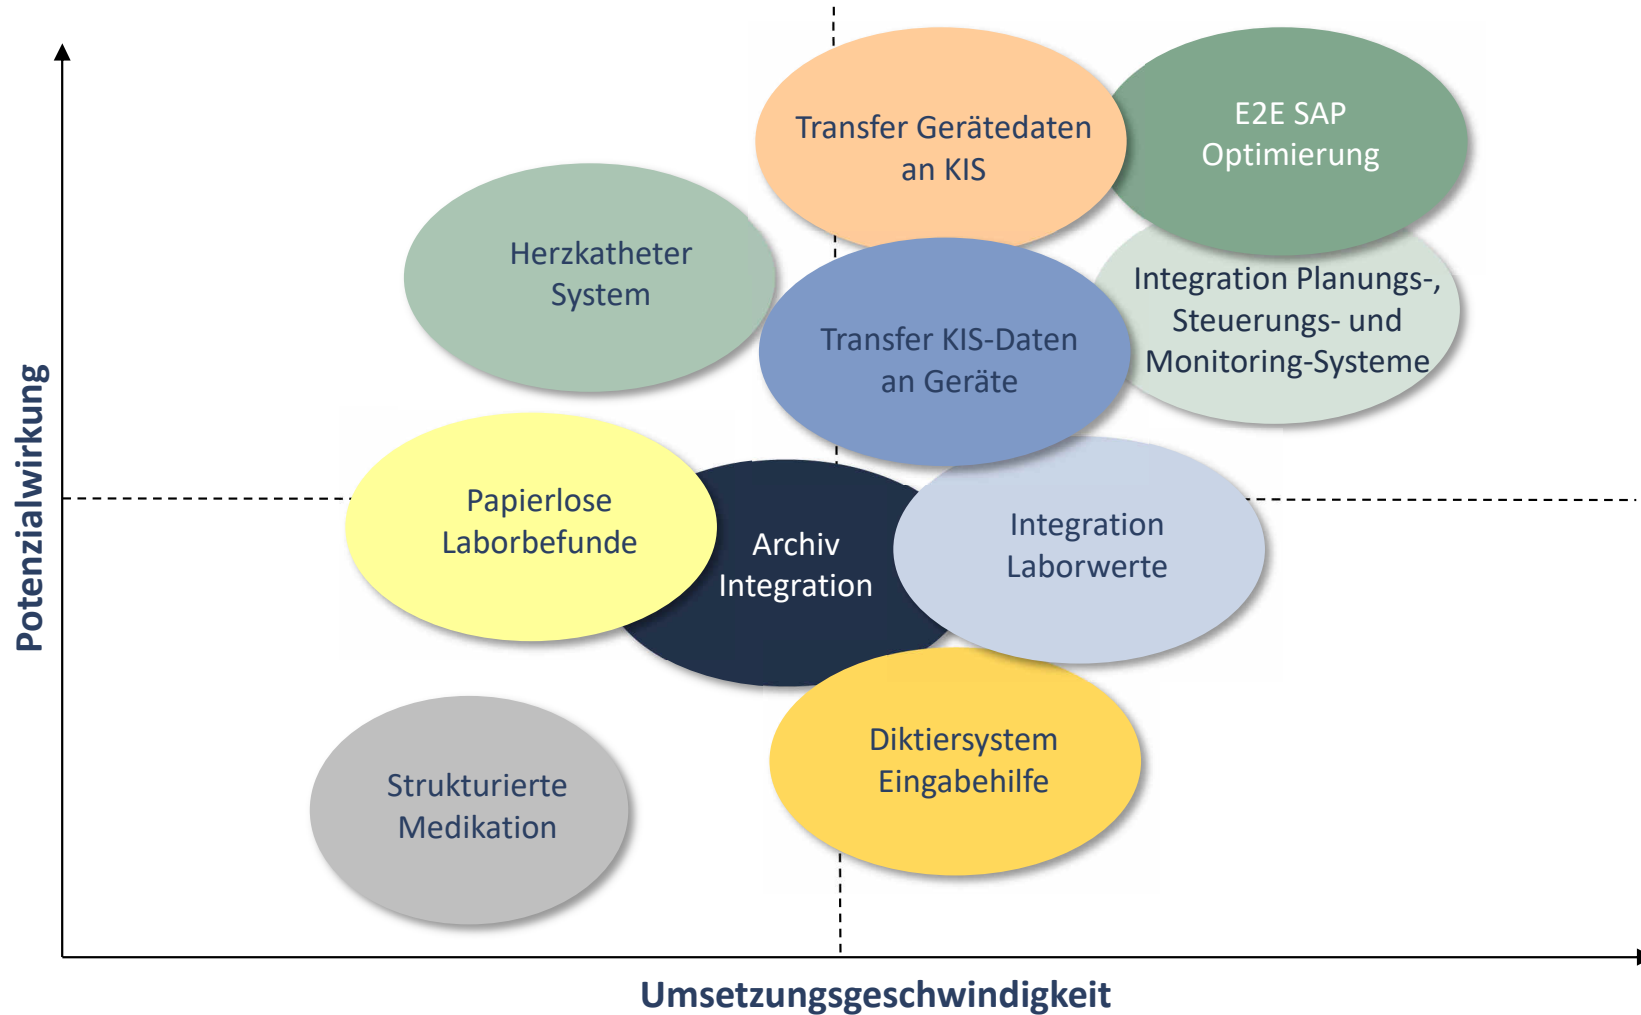 Transfer Gerätedaten
an KIS
E2E SAP
Optimierung
Herzkatheter
System
Integration Planungs-,
Steuerungs- und
Monitoring-Systeme
Transfer KIS-Daten
an Geräte
Potenzialwirkung
Papierlose
Laborbefunde
Archiv
Integration
Integration
Laborwerte
Diktiersystem
Eingabehilfe
Strukturierte
Medikation
Umsetzungsgeschwindigkeit